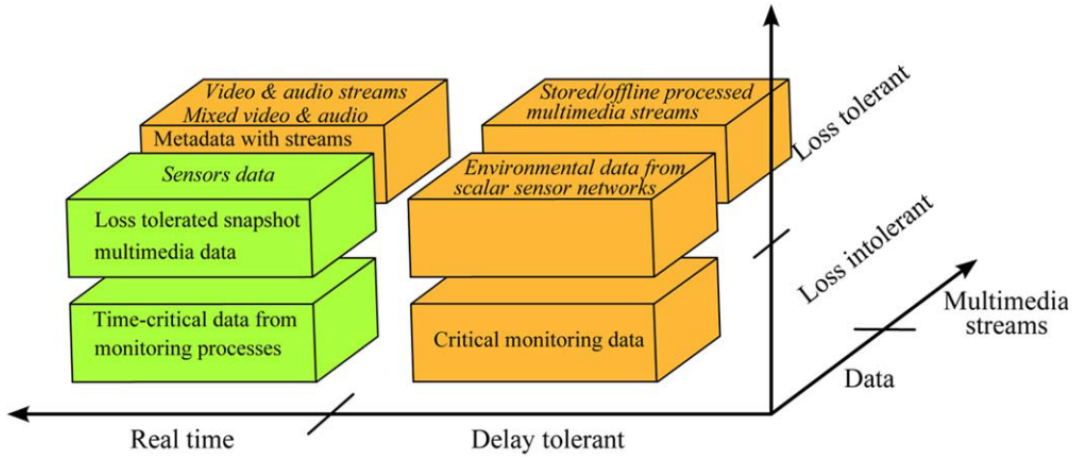 Video & audio streams
Mixed video & audio
Metadata with streams
Stored/offline processed
multimedia streams
Sensors data
Loss tolerated snapshot
multimedia data
Environmental data from
scalar sensor networks
Time-critical data from
monitoring processes
Critical monitoring data
Loss tolerant
Loss intolerant
Multimedia
streams
Data
Real time
Delay tolerant